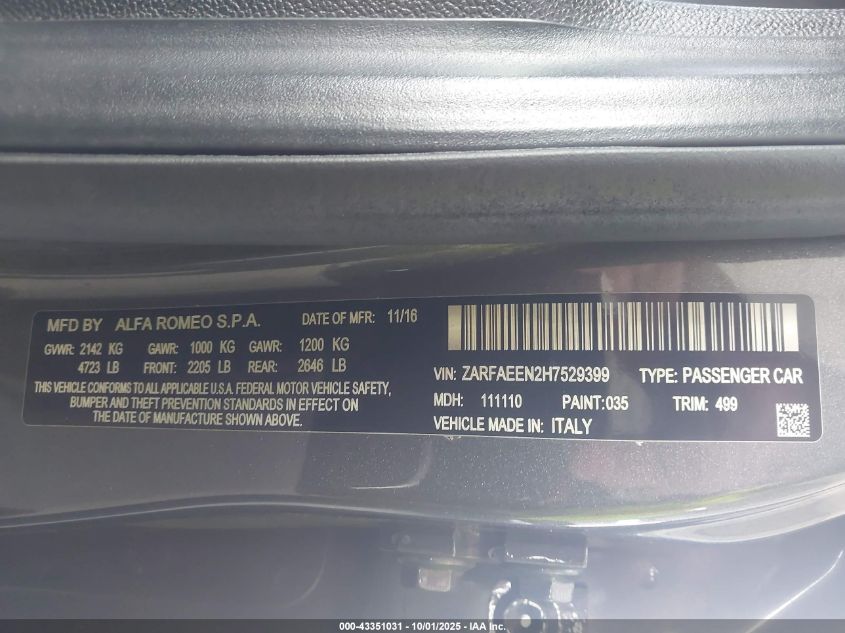 MFD BY ALFA ROMEO S.P.A. DATE OF MFR: 11/16
GVWR: 2142 KG GAWR: 1000 KG GAWR: 1200 KG
4723 LB FRONT: 2205 LB REAR: 2646 LB
THIS VEHICLE CONFORMS TO ALL APPLICABLE U.S.A. FEDERAL MOTOR VEHICLE SAFETY,
BUMPER AND THEFT PREVENTION STANDARDS IN EFFECT ON
THE DATE OF MANUFACTURE SHOWN ABOVE.
VIN: ZARFAEEN2H7529399 TYPE: PASSENGER CAR
MDH: 111110 PAINT:035 TRIM: 499
VEHICLE MADE IN: ITALY
000-43351031 - 10/01/2025 - IAA Inc.